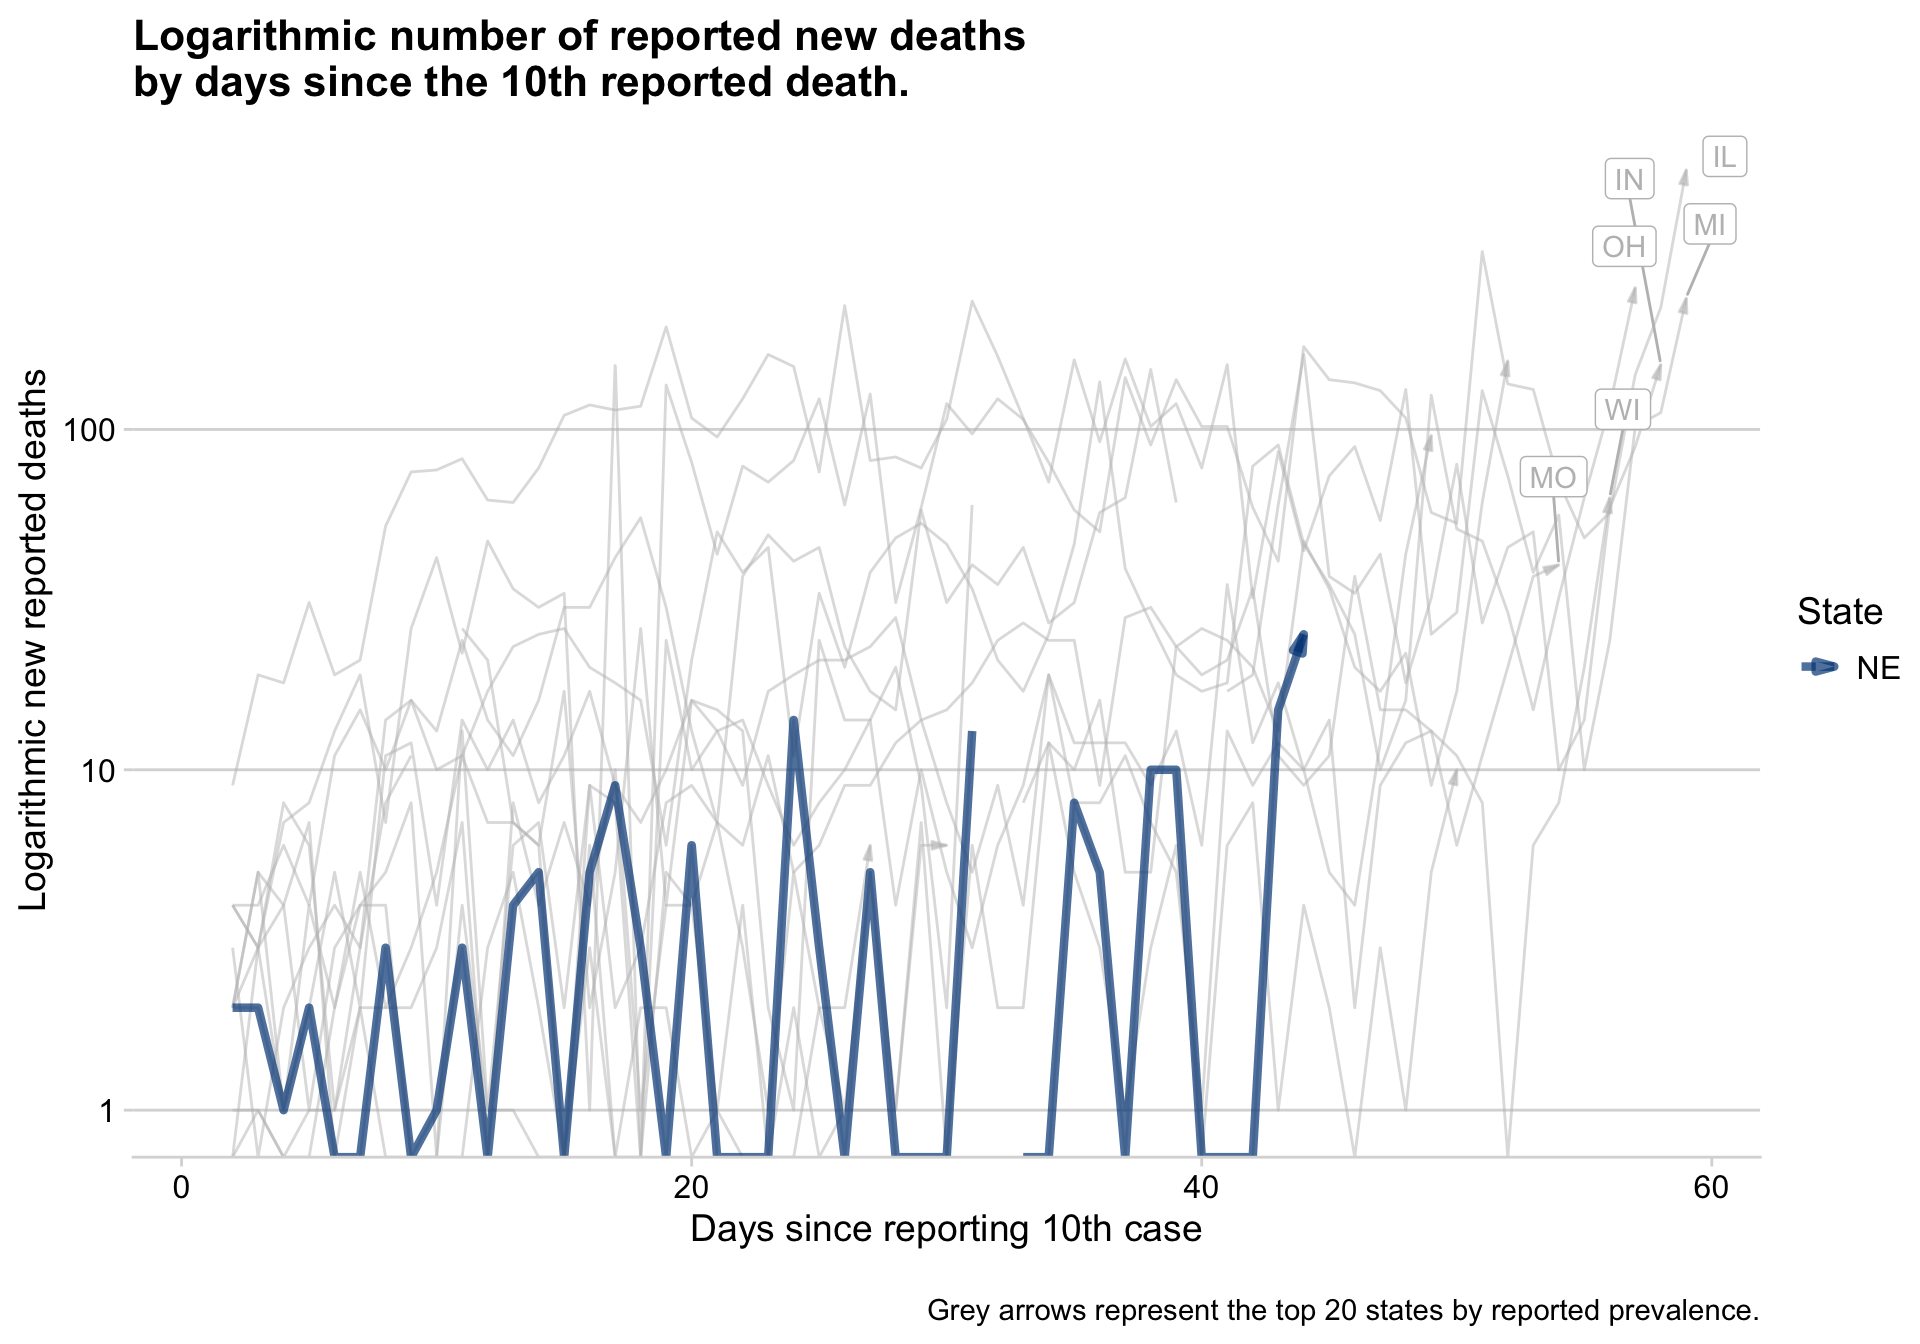 Logarithmic number of reported new deaths
by days since the 10th reported death.
IL
IN
MI
OH
WI
MO
Logarithmic new reported deaths
100
10
1
0
20
40
60
Days since reporting 10th case
State
NE
Grey arrows represent the top 20 states by reported prevalence.